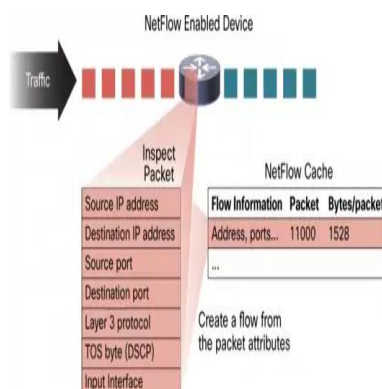 NetFlow Enabled Device
Traffic
Inspect
Packet
Source IP address
Destination IP address
Source port
Destination port
Layer 3 protocol
TOS byte (DSCP)
Input Interface
NetFlow Cache
Flow Information Packet Bytes/packet
Address, ports... 11000 1528
...
Create a flow from
the packet attributes